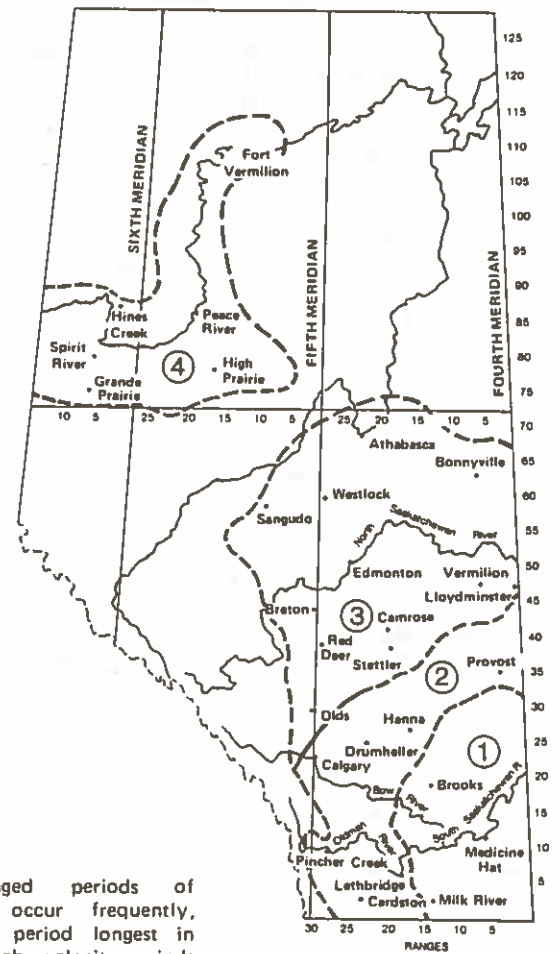 125
120
115
110
105
100
95
90
85
80
75
70
65
60
55
50
45
40
35
30
25
20
15
10
5
0
SIXTH MERIDIAN
FIFTH MERIDIAN
FOURTH MERIDIAN
Fort
Vermilion
Hines
Creek
Peace
River
Spirit
River
4
High
Prairie
Grande
Prairie
10 5 25 20 15 10 5 25 20 15 10 5
Athabasca
Bonnyville
Westlock
Sangudo
North Saskatchewan River
Edmonton
Vermilion
Lloydminster
Breton
3
Camrose
Red
Deer
Stettler
2
Provost
Olds
Hanna
1
Drumheller
Calgary
Brooks
Bow River
South Saskatchewan R
Oldman River
Medicine
Hat
Pincher Creek
Lethbridge
Cardston
Milk River
30 25 20 15 10 5
RANGES
ged periods of
occur frequently,
period longest in